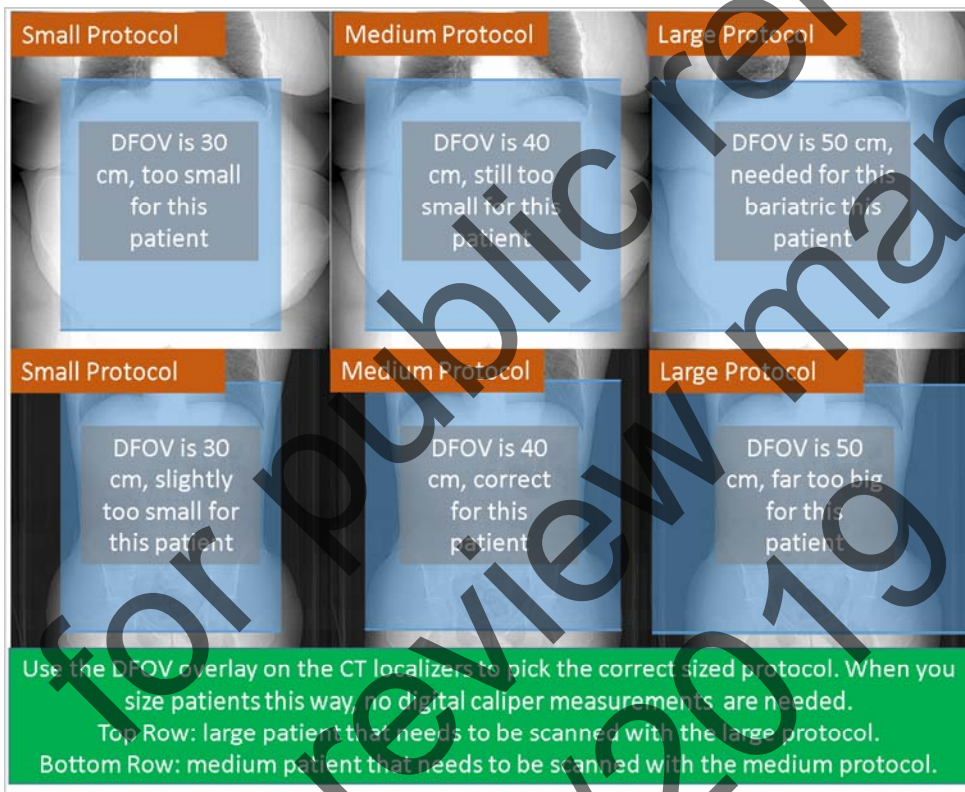 Small Protocol
Medium Protocol
Large Protocol
DFOV is 30
cm, too small
for this
patient
DFOV is 40
cm, still too
small for this
patient
DFOV is 50 cm,
needed for this
bariatric this
patient
Small Protocol
Medium Protocol
Large Protocol
DFOV is 30
cm, slightly
too small for
this patient
DFOV is 40
cm, correct
for this
patient
DFOV is 50
cm, far too big
for this
patient
Use the DFOV overlay on the CT localizers to pick the correct sized protocol. When you
size patients this way, no digital caliper measurements are needed.
Top Row: large patient that needs to be scanned with the large protocol.
Bottom Row: medium patient that needs to be scanned with the medium protocol.
for public
review
2019